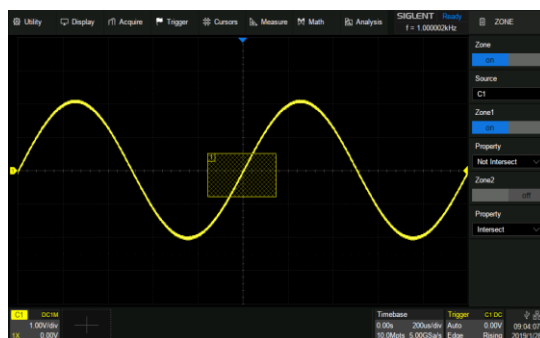 Utility Display Acquire Trigger Cursors Measure Math Analysis SIGLENT Ready
f = 1.000002kHz
ZONE
Zone
on
Source
C1
Zone1
on
Property
Not Intersect
Zone2
off
Property
Intersect
1
C1 DC1M
1.00V/div
1X 0.00V
Timebase
0.00s 200us/div
10.0Mpts 5.00GSa/s
Trigger C1 DC
Auto 0.00V
Edge Rising
09:04:07